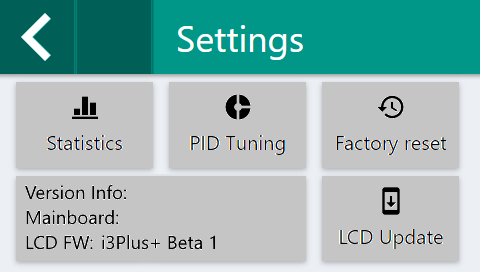 Settings
Statistics
PID Tuning
Factory reset
Version Info:
Mainboard:
LCD FW: i3Plus+ Beta 1
LCD Update